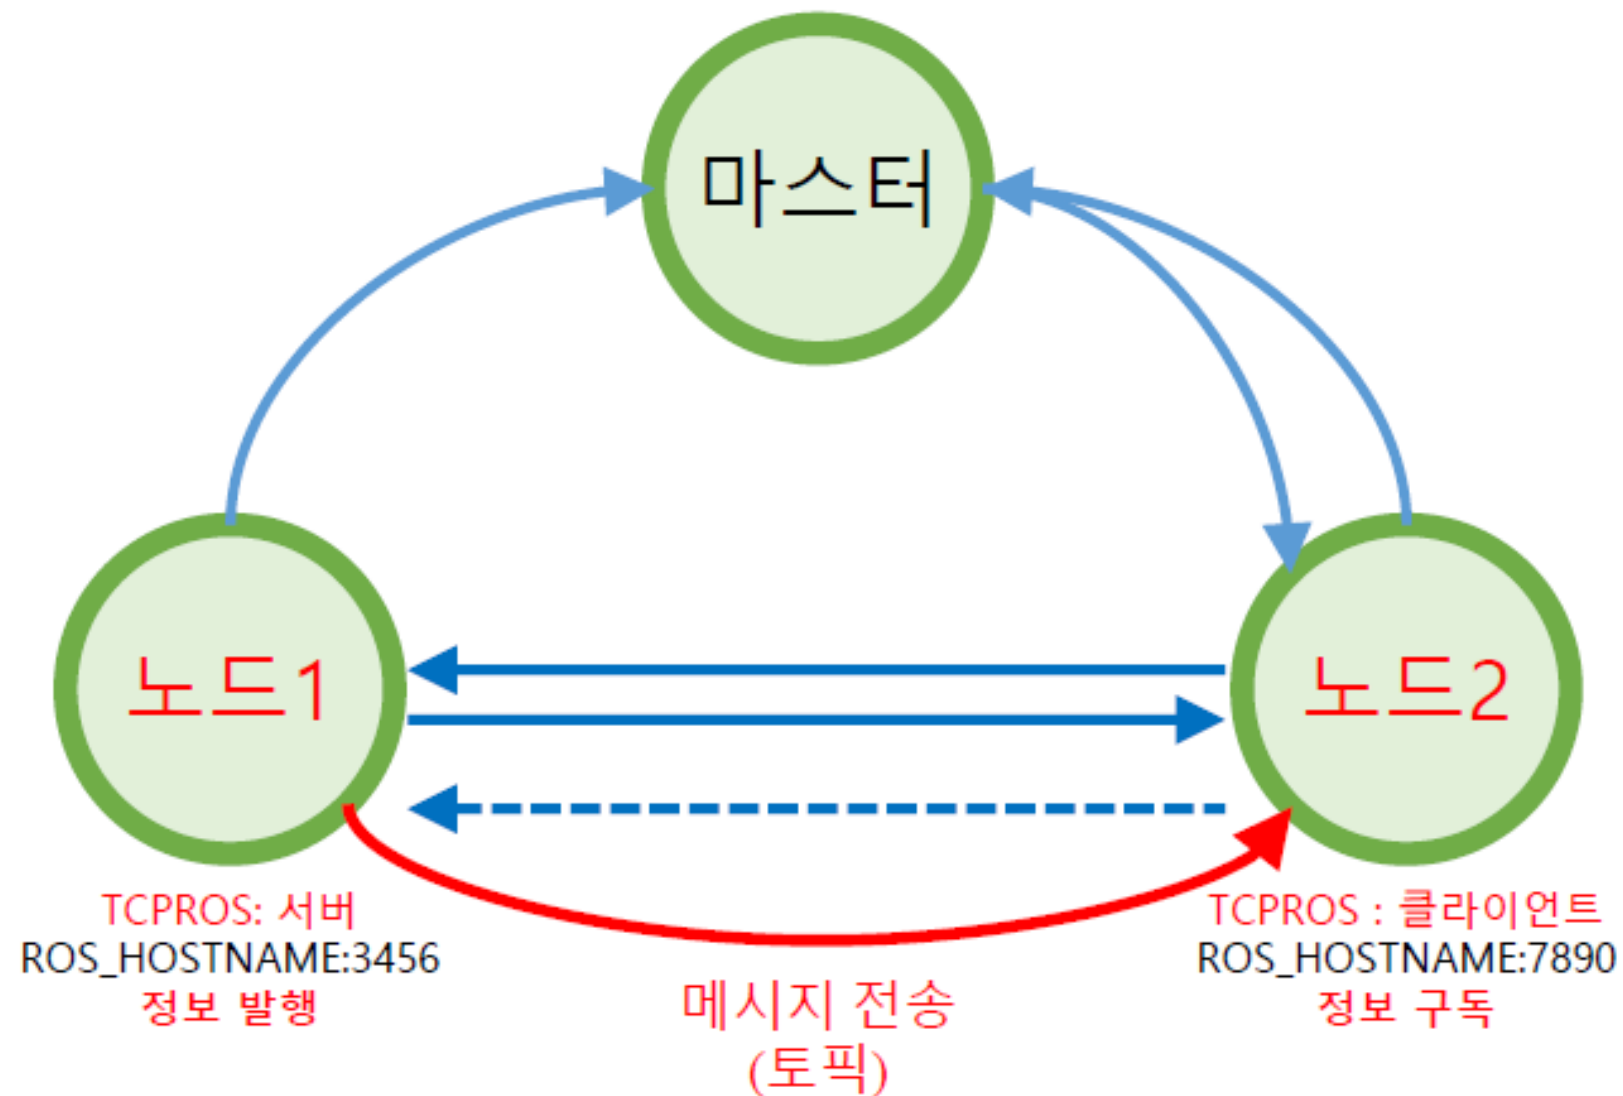 마스터
노드1
노드2
TCPROS: 서버
ROS_HOSTNAME:3456
정보 발행
TCPROS : 클라이언트
ROS_HOSTNAME:7890
정보 구독
메시지 전송
(토픽)